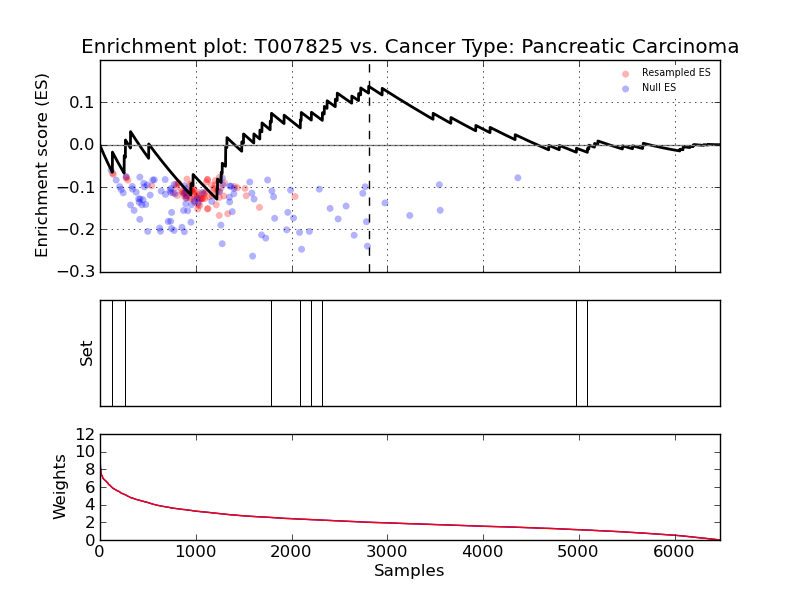 Enrichment plot: T007825 vs. Cancer Type: Pancreatic Carcinoma
Enrichment score (ES)
0.1
0.0
−0.1
−0.2
−0.3
Resampled ES
Null ES
Set
Weights
12
10
8
6
4
2
0
0 1000 2000 3000 4000 5000 6000
Samples